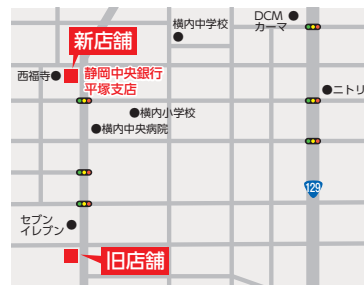 DCM
カーマ
横内中学校
新店舗
西福寺
静岡中央銀行
平塚支店
ニトリ
横内小学校
横内中央病院
129
セブン
イレブン
旧店舗